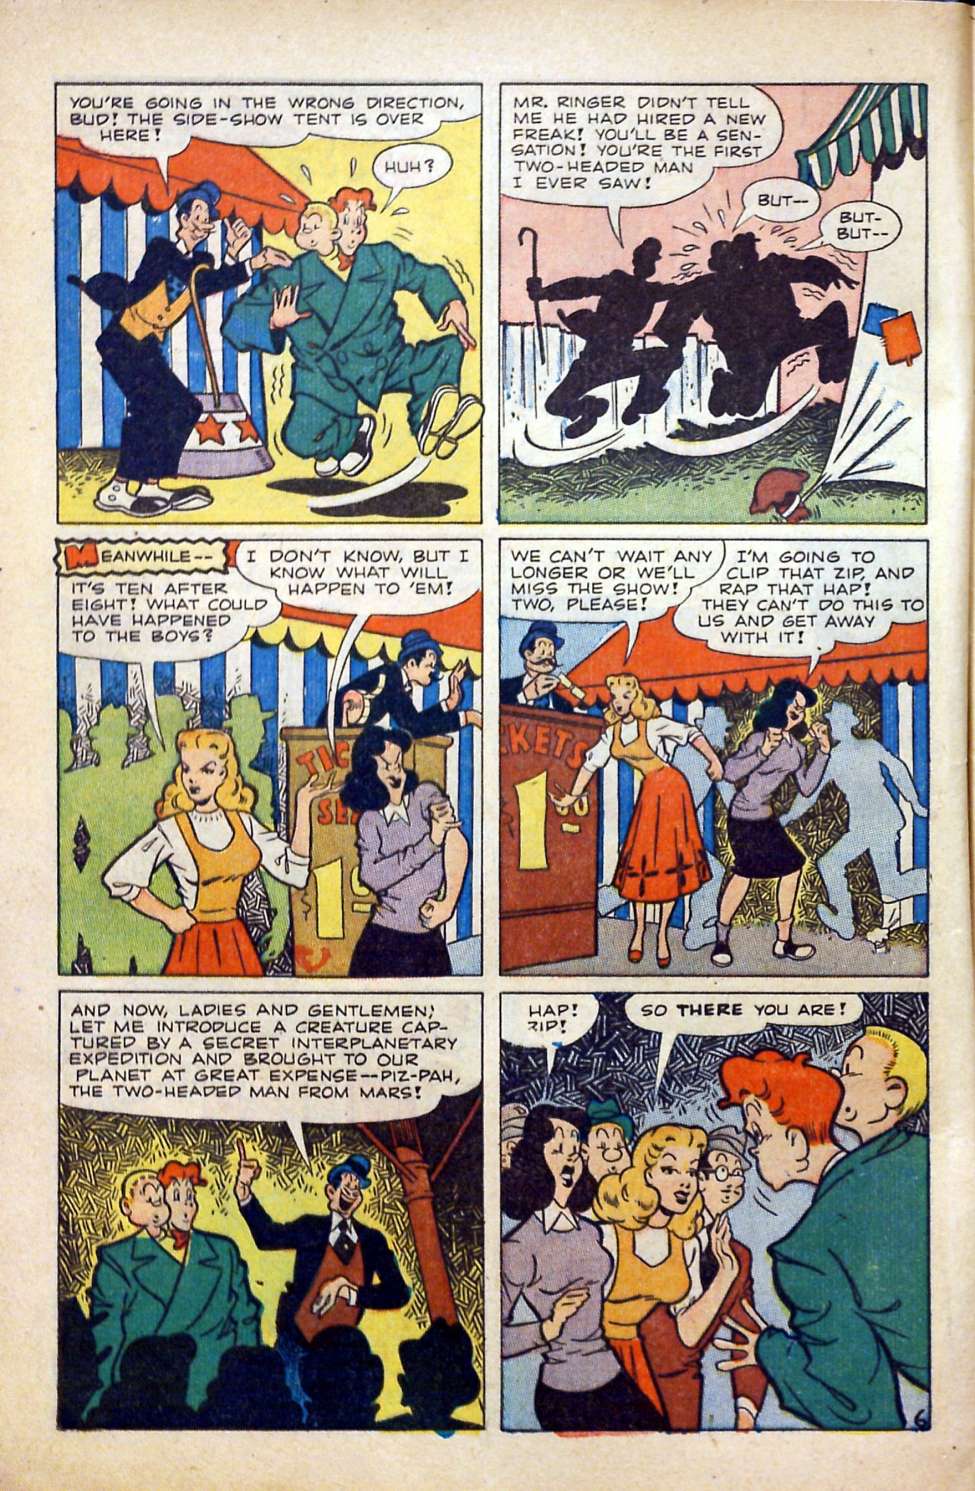 YOU'RE GOING IN THE WRONG DIRECTION,
BUD! THE SIDE-SHOW TENT IS OVER
HERE!
HUH?
MR. RINGER DIDN'T TELL
ME HE HAD HIRED A NEW
FREAK! YOU'LL BE A SEN-
SATION! YOU'RE THE FIRST
TWO-HEADED MAN
I EVER SAW!
BUT--
BUT-
BUT--
MEANWHILE--
IT'S TEN AFTER
EIGHT! WHAT COULD
HAVE HAPPENED
TO THE BOYS?
I DON'T KNOW, BUT I
KNOW WHAT WILL
HAPPEN TO 'EM!
TIC
SE
1
WE CAN'T WAIT ANY
LONGER OR WE'LL
MISS THE SHOW!
TWO, PLEASE!
I'M GOING TO
CLIP THAT ZIP, AND
RAP THAT HAP!
THEY CAN'T DO THIS TO
US AND GET AWAY
WITH IT!
CKETS
1
AND NOW, LADIES AND GENTLEMEN,
LET ME INTRODUCE A CREATURE CAP-
TURED BY A SECRET INTERPLANETARY
EXPEDITION AND BROUGHT TO OUR
PLANET AT GREAT EXPENSE--PIZ-PAH,
THE TWO-HEADED MAN FROM MARS!
HAP!
ZIP!
SO THERE YOU ARE!
6